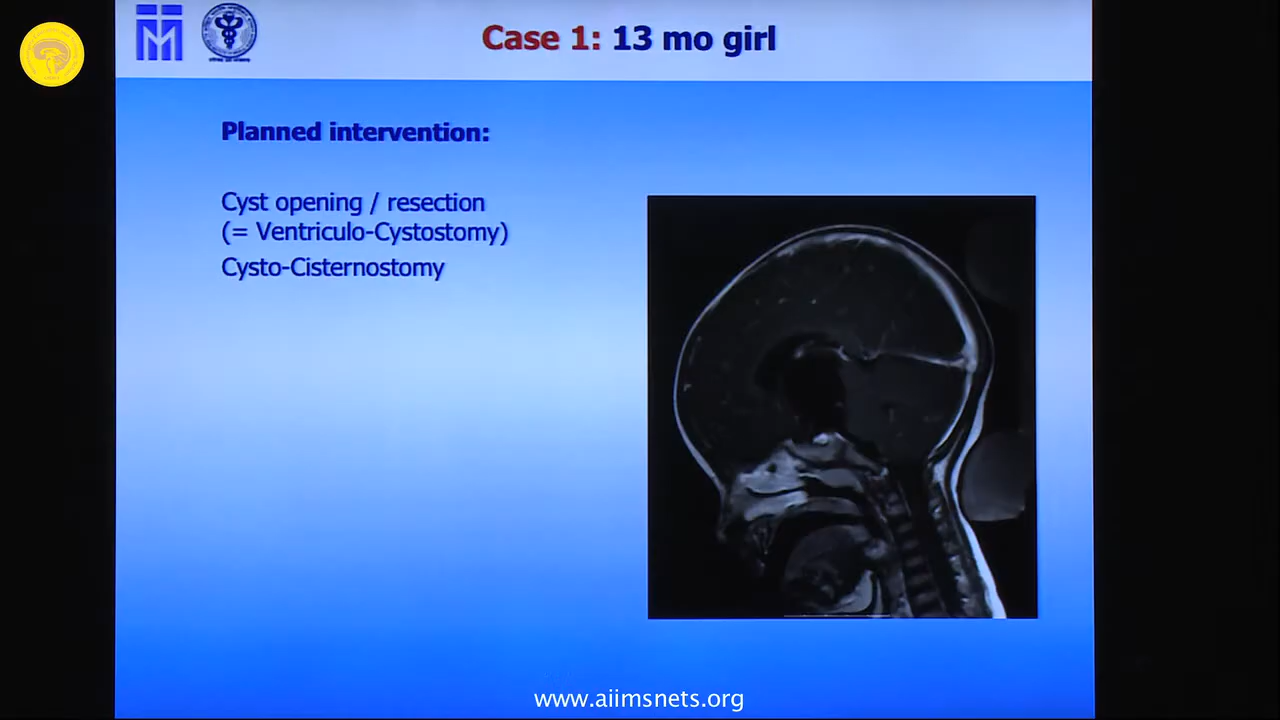 Case 1: 13 mo girl
Planned intervention:
Cyst opening / resection
(= Ventriculo-Cystostomy)
Cysto-Cisternostomy
www.aiimsnets.org